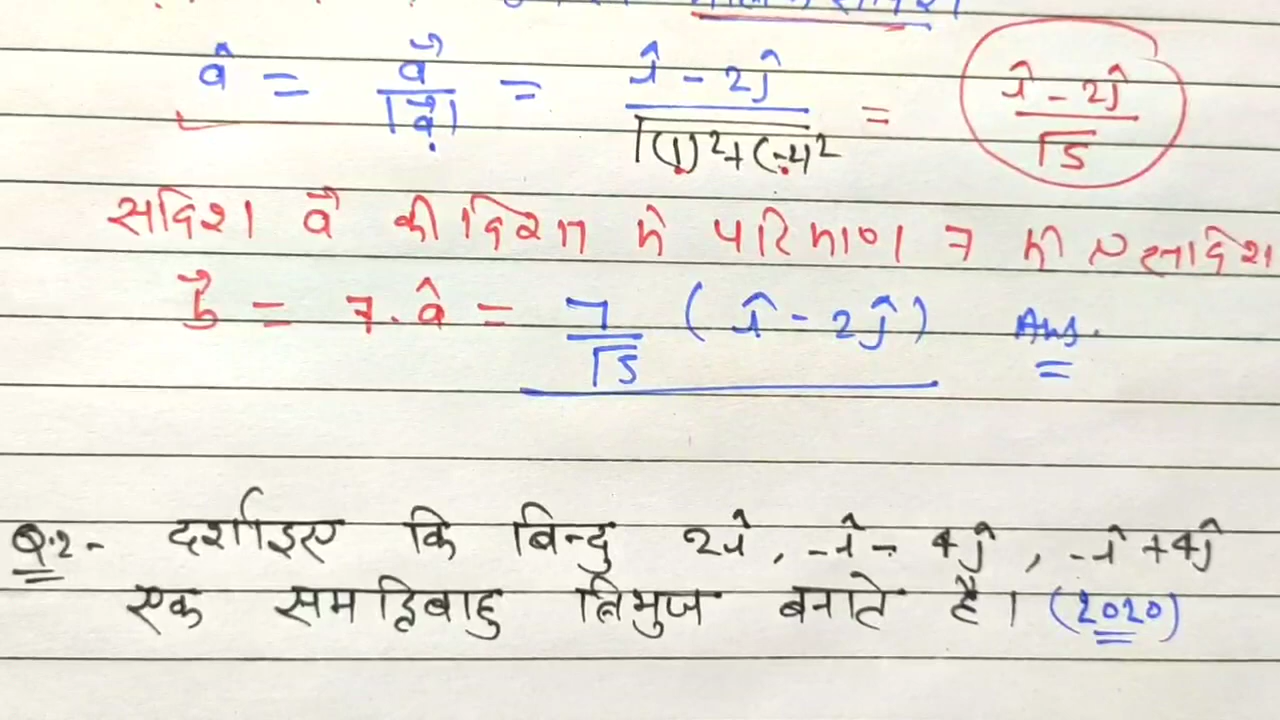 â = a⃗ / |a⃗| = (î - 2ĵ) / √((1)²+(-2)²) = (î - 2ĵ) / √5
सदिश a⃗ की दिशा में परिमाण 7 का सदिश
b⃗ = 7.â = 7/√5 (î - 2ĵ) Ans.
Q.2- दर्शाइए कि बिन्दु 2î, -î - 4ĵ, -î + 4ĵ
एक समद्विबाहु त्रिभुज बनाते है। (2020)